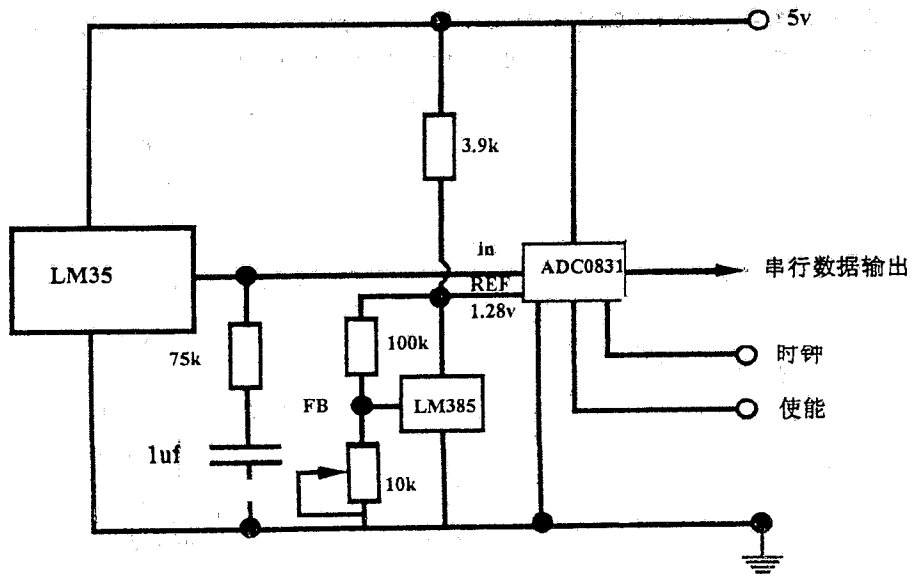 5v
3.9k
LM35
in
ADC0831
串行数据输出
REF
1.28v
75k
100k
时钟
FB
LM385
使能
1uf
10k